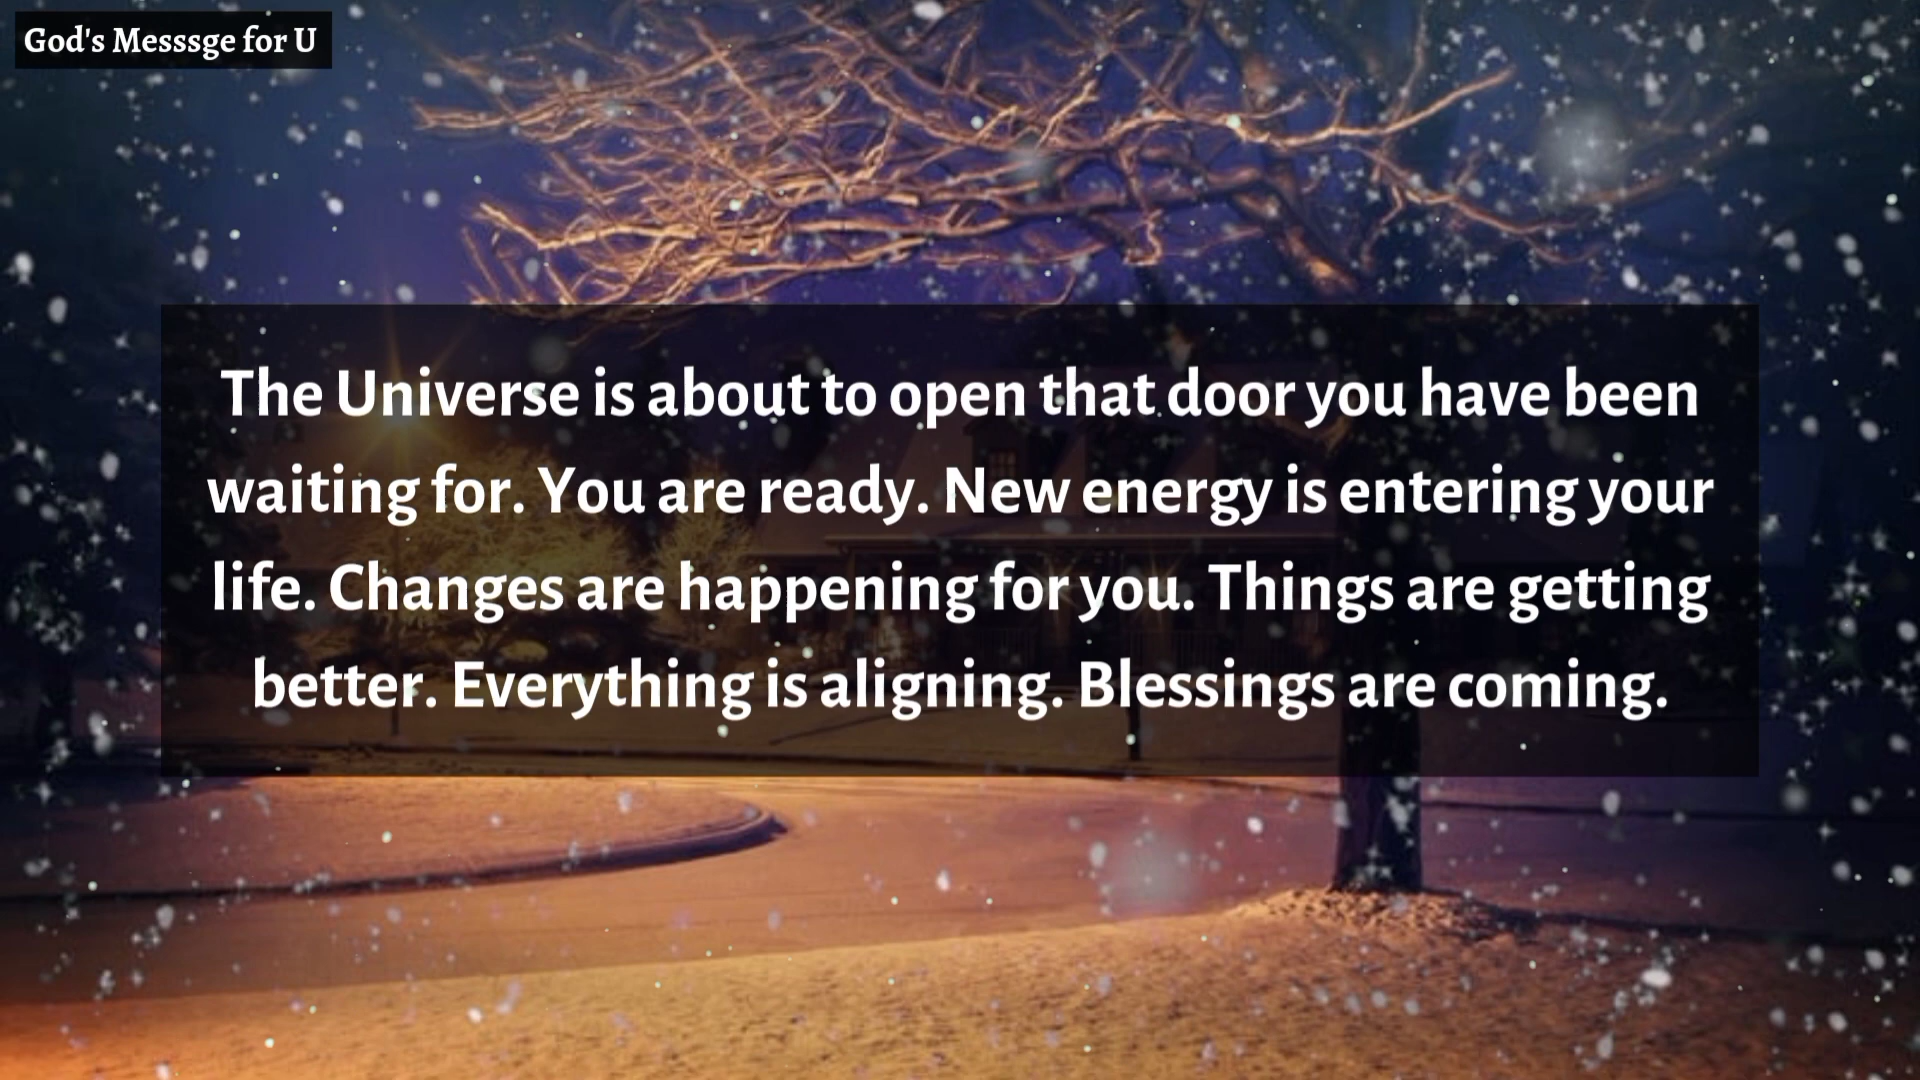 God's Messsge for U
The Universe is about to open that door you have been
waiting for. You are ready. New energy is entering your
life. Changes are happening for you. Things are getting
better. Everything is aligning. Blessings are coming.